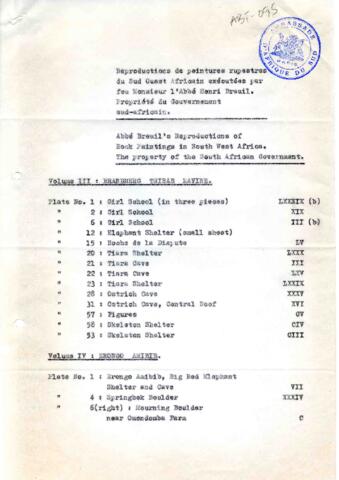 ABF-095
AMBASSADE
D'AFRIQUE DU SUD
PARIS
Reproductions de peintures rupestres
du Sud Ouest Africain exécutées par
feu Monsieur l'Abbé Henri Breuil.
Propriété du Gouvernement
sud-africain.
Abbé Breuil's Reproductions of
Rock Paintings in South West Africa.
The property of the South African Government.
Volume III : BRANDBERG TSISAB RAVINE.
Plate No. 1 : Girl School (in three pieces) LXXXIX (b)
" 2 : Girl School XIX
" 6 : Girl School III (b)
" 12 : Elephant Shelter (small sheet)
" 15 : Rochs de la Dispute LV
" 20 : Tiara Shelter LXXX
" 21 : Tiara Cave III
" 22 : Tiara Cave LXV
" 23 : Tiara Shelter LXXIX
" 28 : Ostrich Cave XXXV
" 31 : Ostrich Cave, Central Roof XVI
" 57 : Figures CV
" 58 : Skeleton Shelter CIV
" 53 : Skeleton Shelter CIII
Volume IV : ERONGO AMEIB.
Plate No. 1 : Erongo Ameib, Big Red Elephant
Shelter and Cave VII
" 4 : Springbok Boulder XXXIV
" 6(right) : Mourning Boulder
near Omandumba Farm C